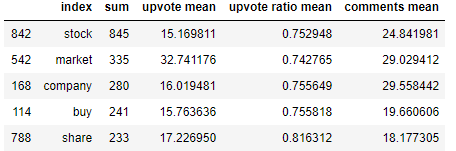 index sum upvote mean upvote ratio mean comments mean
842 stock 845 15.169811 0.752948 24.841981
542 market 335 32.741176 0.742765 29.029412
168 company 280 16.019481 0.755649 29.558442
114 buy 241 15.763636 0.755818 19.660606
788 share 233 17.226950 0.816312 18.177305